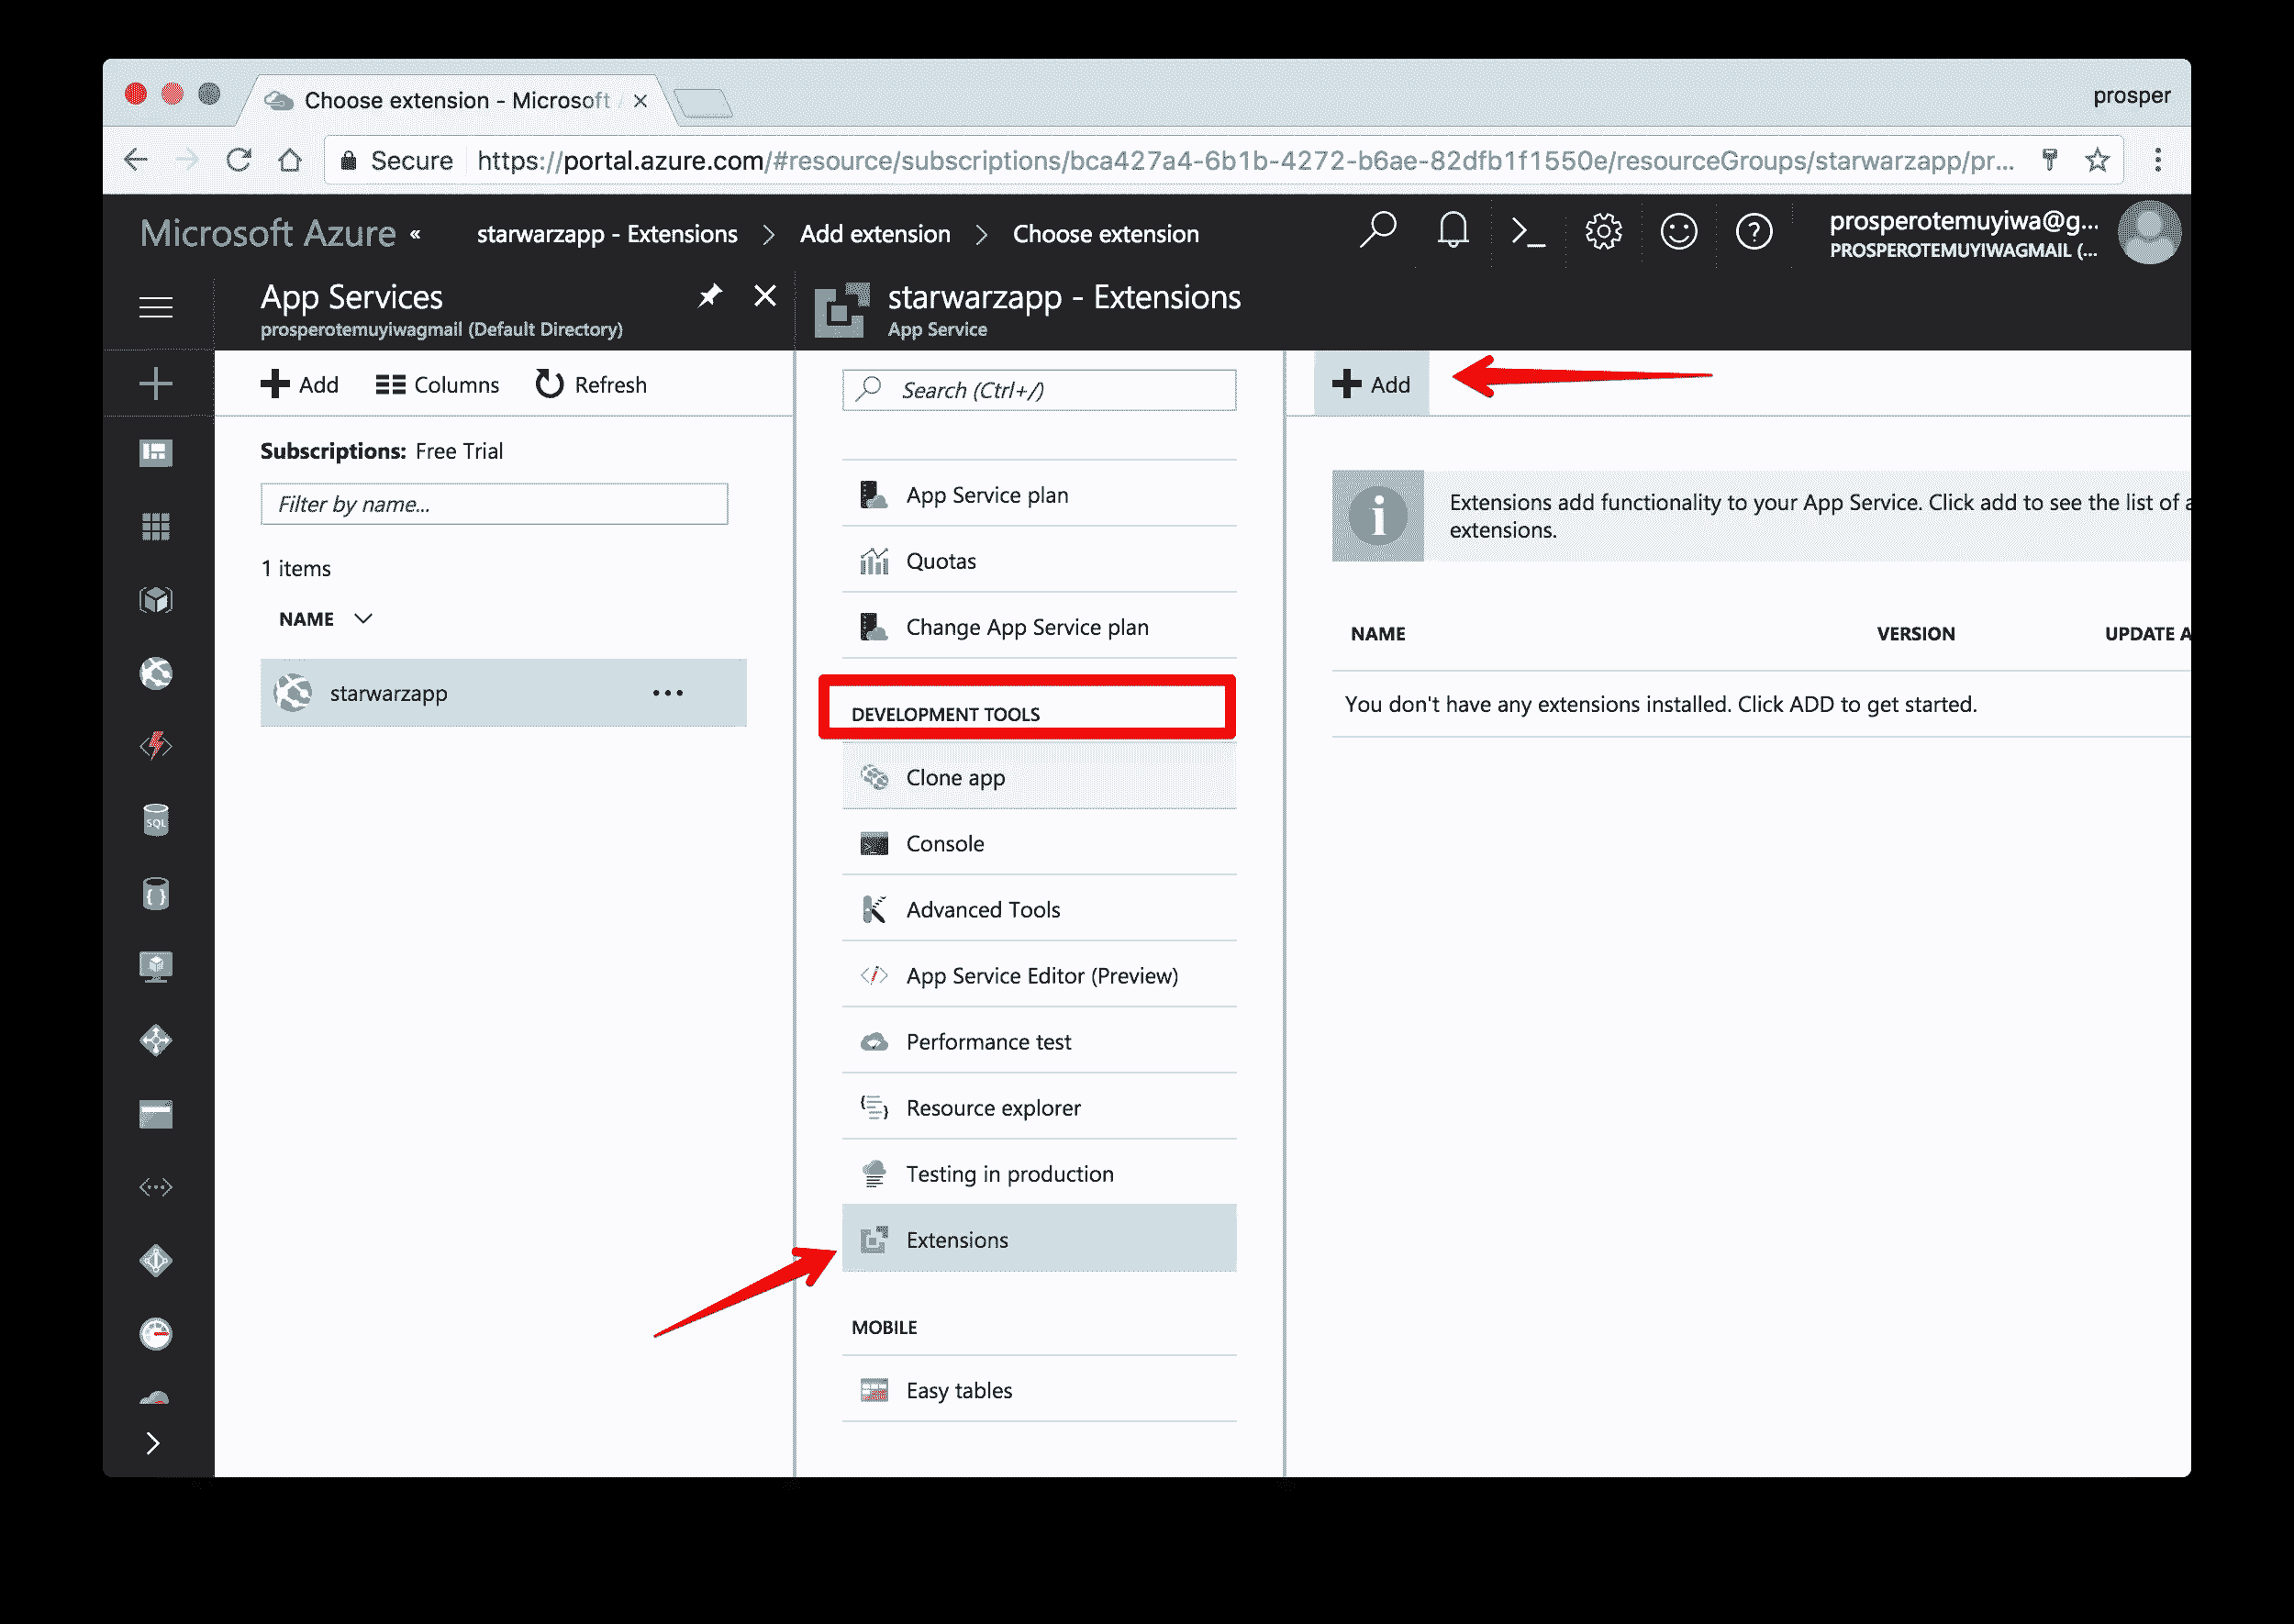 Choose extension - Microsoft
prosper
Secure https://portal.azure.com/#resource/subscriptions/bca427a4-6b1b-4272-b6ae-82dfb1f1550e/resourceGroups/starwarzapp/pr...
Microsoft Azure « starwarzapp - Extensions > Add extension > Choose extension
prosperotemuyiwa@g...
PROSPEROTEMUYIWAGMAIL (...
App Services
prosperotemuyiwagmail (Default Directory)
starwarzapp - Extensions
App Service
Add Columns Refresh
Subscriptions: Free Trial
Filter by name...
1 items
NAME
starwarzapp
SQL
Search (Ctrl+/)
App Service plan
Quotas
Change App Service plan
DEVELOPMENT TOOLS
Clone app
Console
Advanced Tools
App Service Editor (Preview)
Performance test
Resource explorer
Testing in production
Extensions
MOBILE
Easy tables
Add
Extensions add functionality to your App Service. Click add to see the list of a
extensions.
NAME VERSION UPDATE A
You don't have any extensions installed. Click ADD to get started.